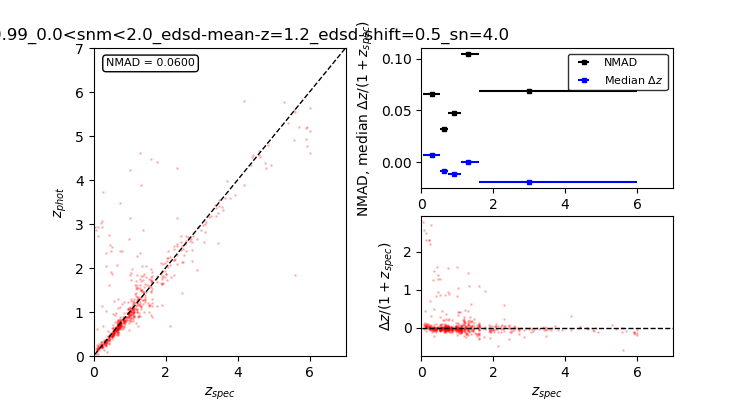 .99_0.0<snm<2.0_edsd-mean-z=1.2_edsd-shift=0.5_sn=4.0
NMAD = 0.0600
7
6
5
4
3
2
1
0
0 2 4 6
z_phot
z_spec
NMAD, median Δz/(1 + z_spec)
0.10
0.05
0.00
NMAD
Median Δz
0 2 4 6
Δz/(1 + z_spec)
2
1
0
0 2 4 6
z_spec